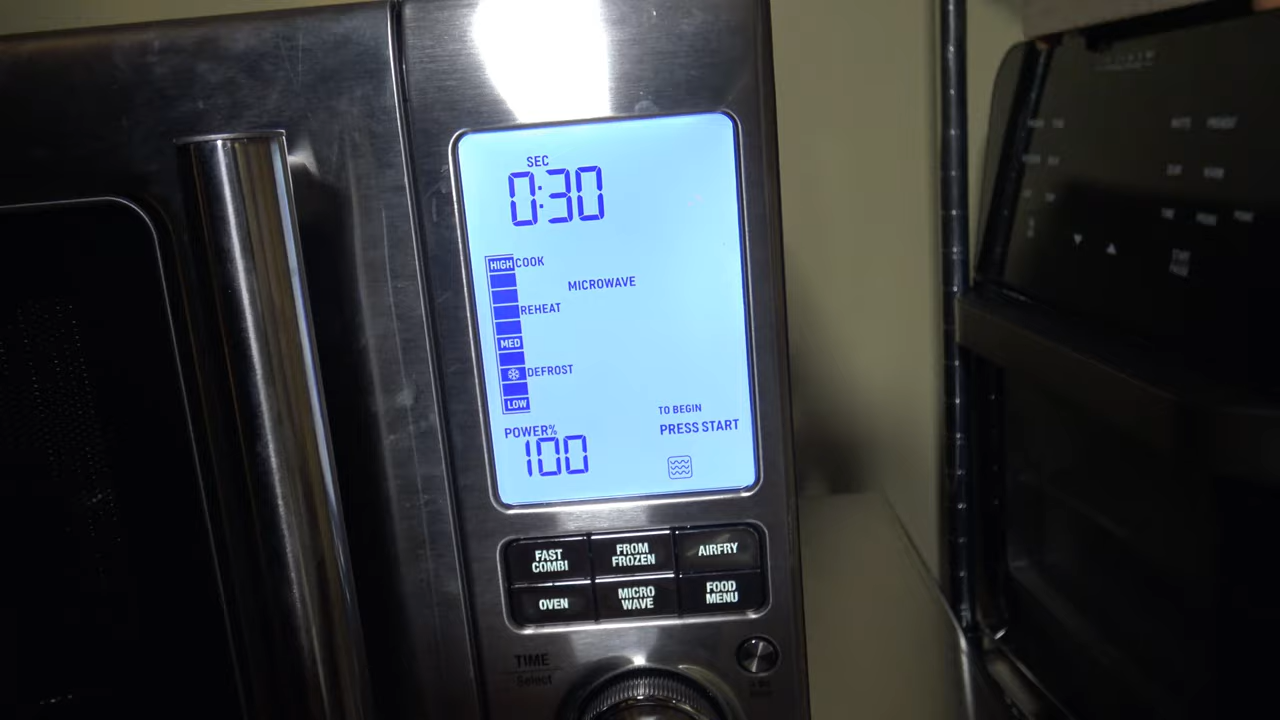 SEC
0:30
HIGH COOK
MICROWAVE
REHEAT
MED
DEFROST
LOW
TO BEGIN
POWER% PRESS START
100
FAST COMBI
FROM FROZEN
AIRFRY
OVEN
MICRO WAVE
FOOD MENU
TIME
Select